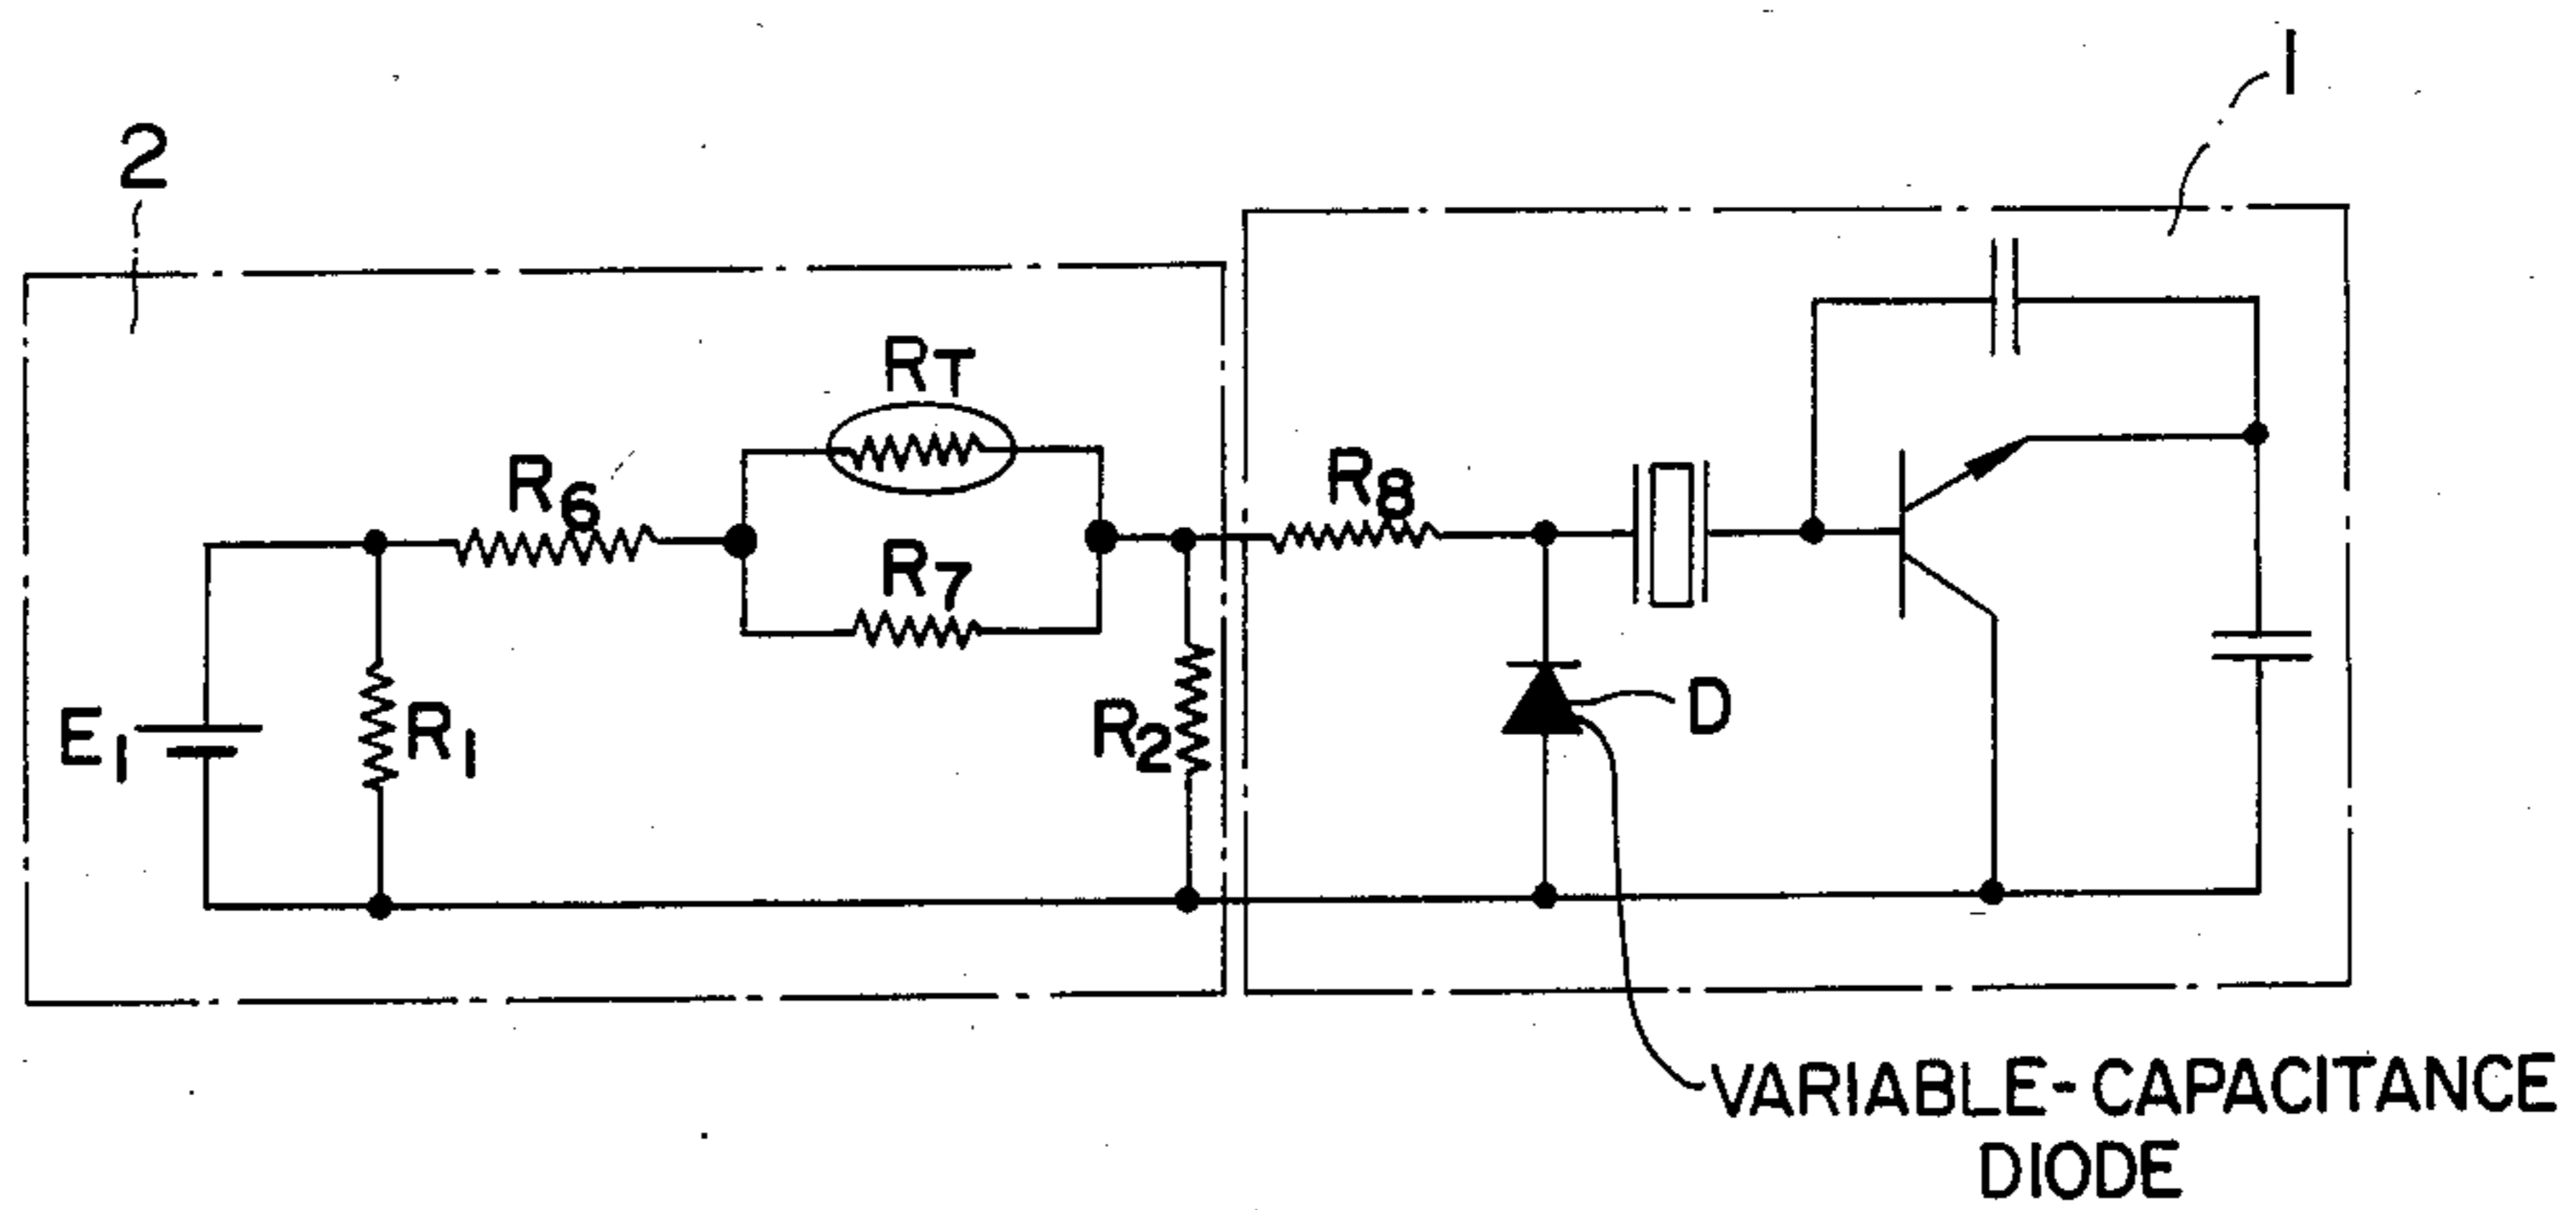 1
2
RT
R6
R8
R7
E1
R1
R2
D
VARIABLE-CAPACITANCE
DIODE